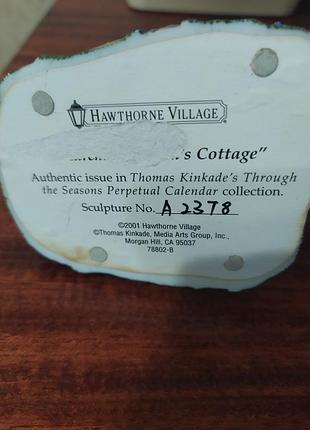 HAWTHORNE VILLAGE
's Cottage"
Authentic issue in Thomas Kinkade's Through
the Seasons Perpetual Calendar collection.
Sculpture No. A 2378
©2001 Hawthorne Village
©Thomas Kinkade, Media Arts Group, Inc.,
Morgan Hill, CA 95037
78802-B